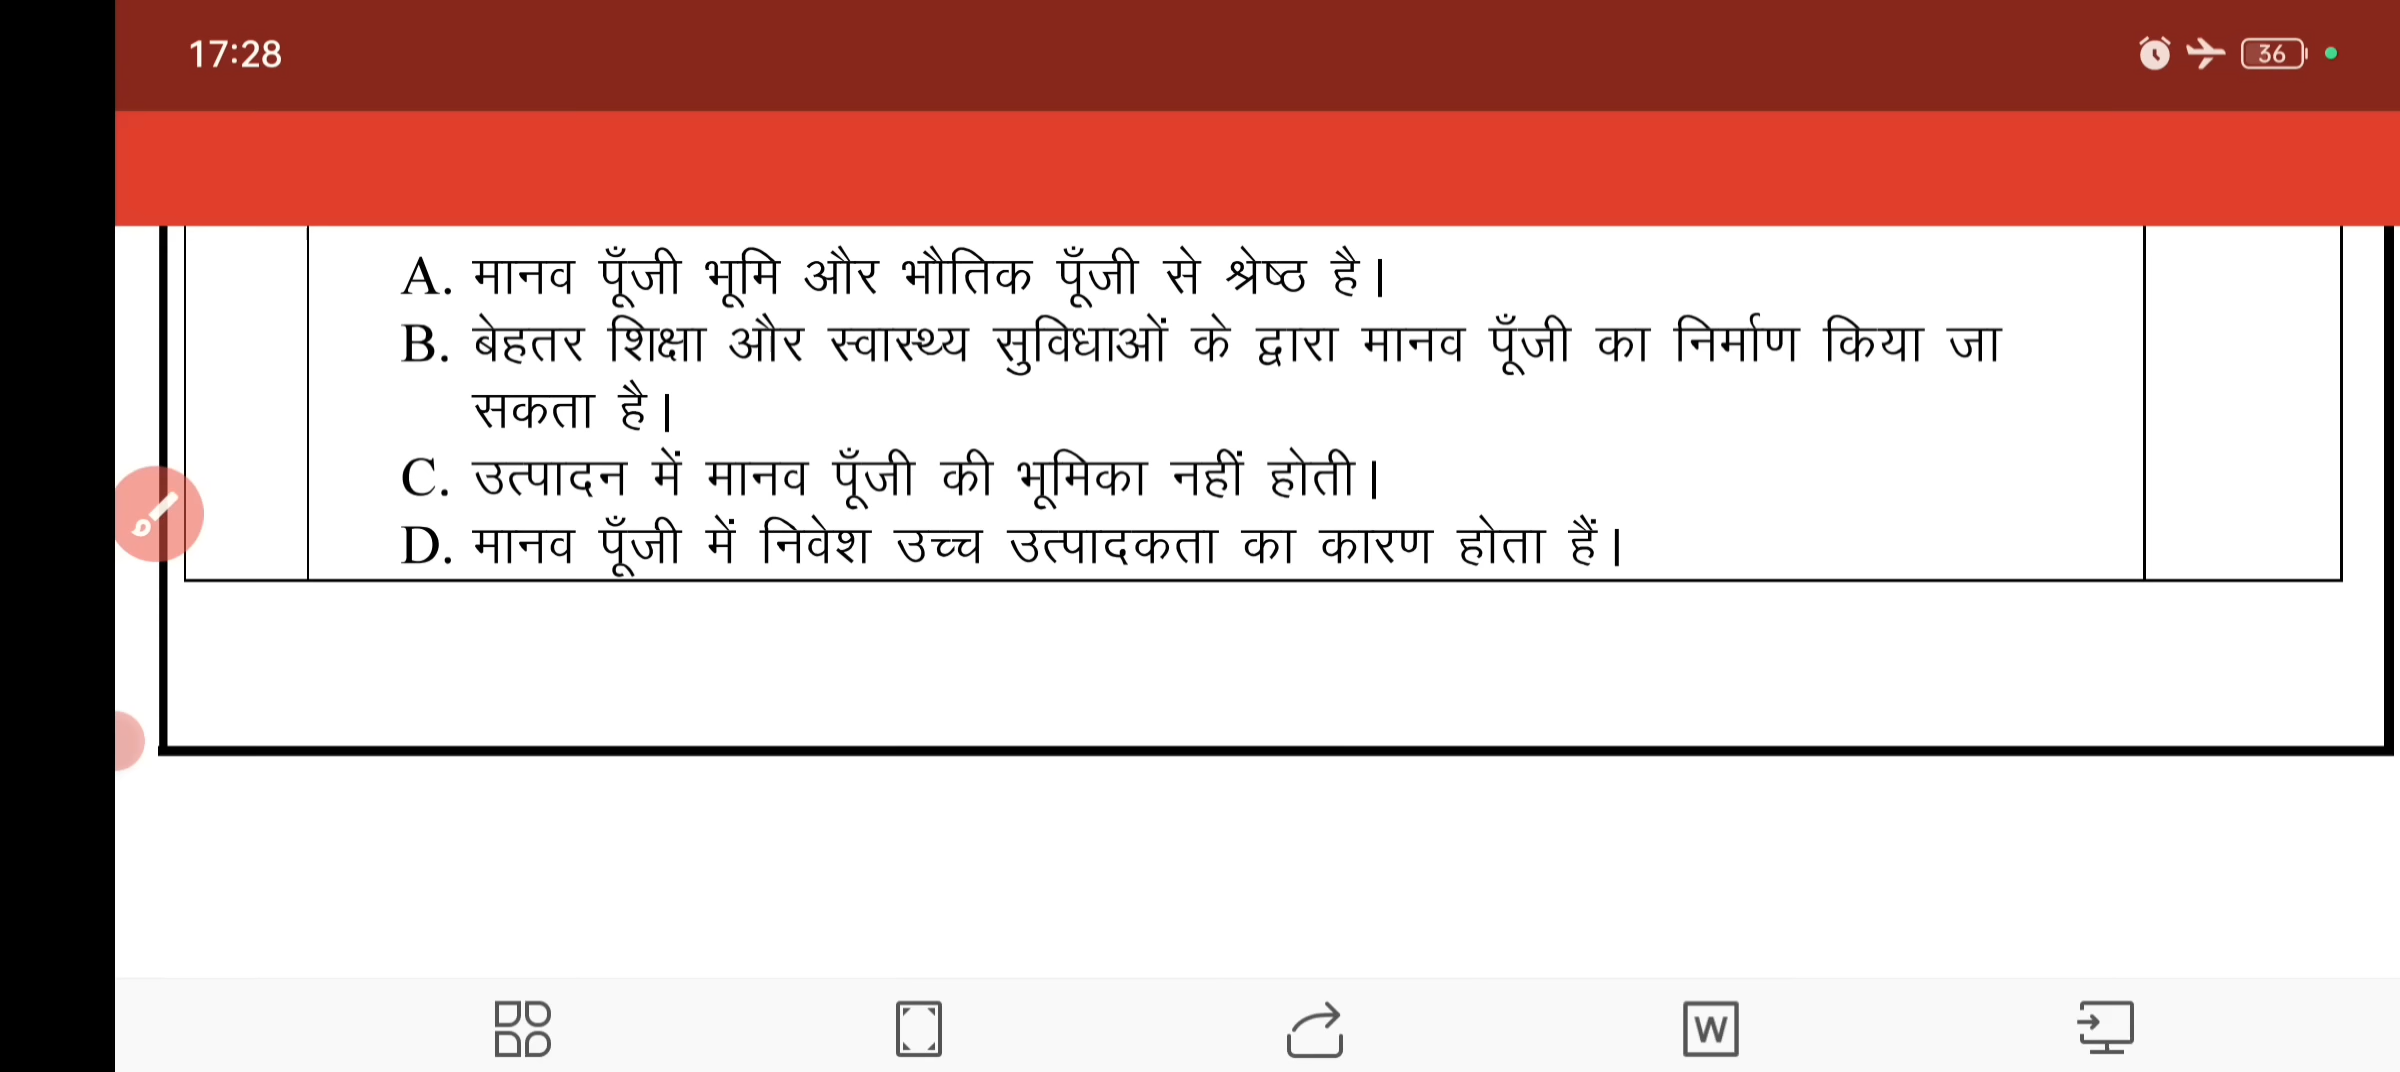 17:28
36
A. मानव पूँजी भूमि और भौतिक पूँजी से श्रेष्ठ है।
B. बेहतर शिक्षा और स्वास्थ्य सुविधाओं के द्वारा मानव पूँजी का निर्माण किया जा
सकता है।
C. उत्पादन में मानव पूँजी की भूमिका नहीं होती।
D. मानव पूँजी में निवेश उच्च उत्पादकता का कारण होता हैं।
W